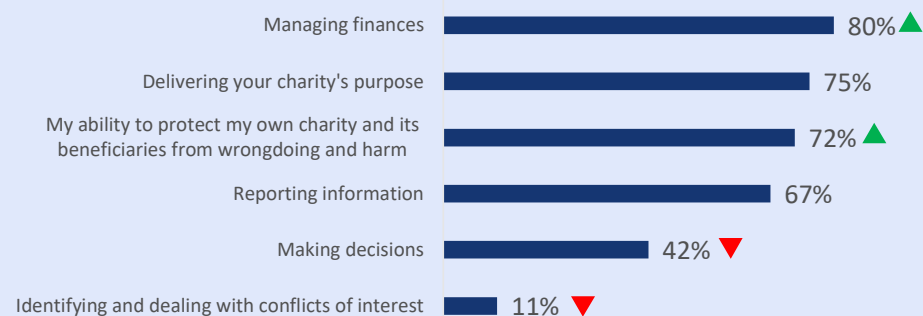 Managing finances 80%
Delivering your charity's purpose 75%
My ability to protect my own charity and its
beneficiaries from wrongdoing and harm 72%
Reporting information 67%
Making decisions 42%
Identifying and dealing with conflicts of interest 11%